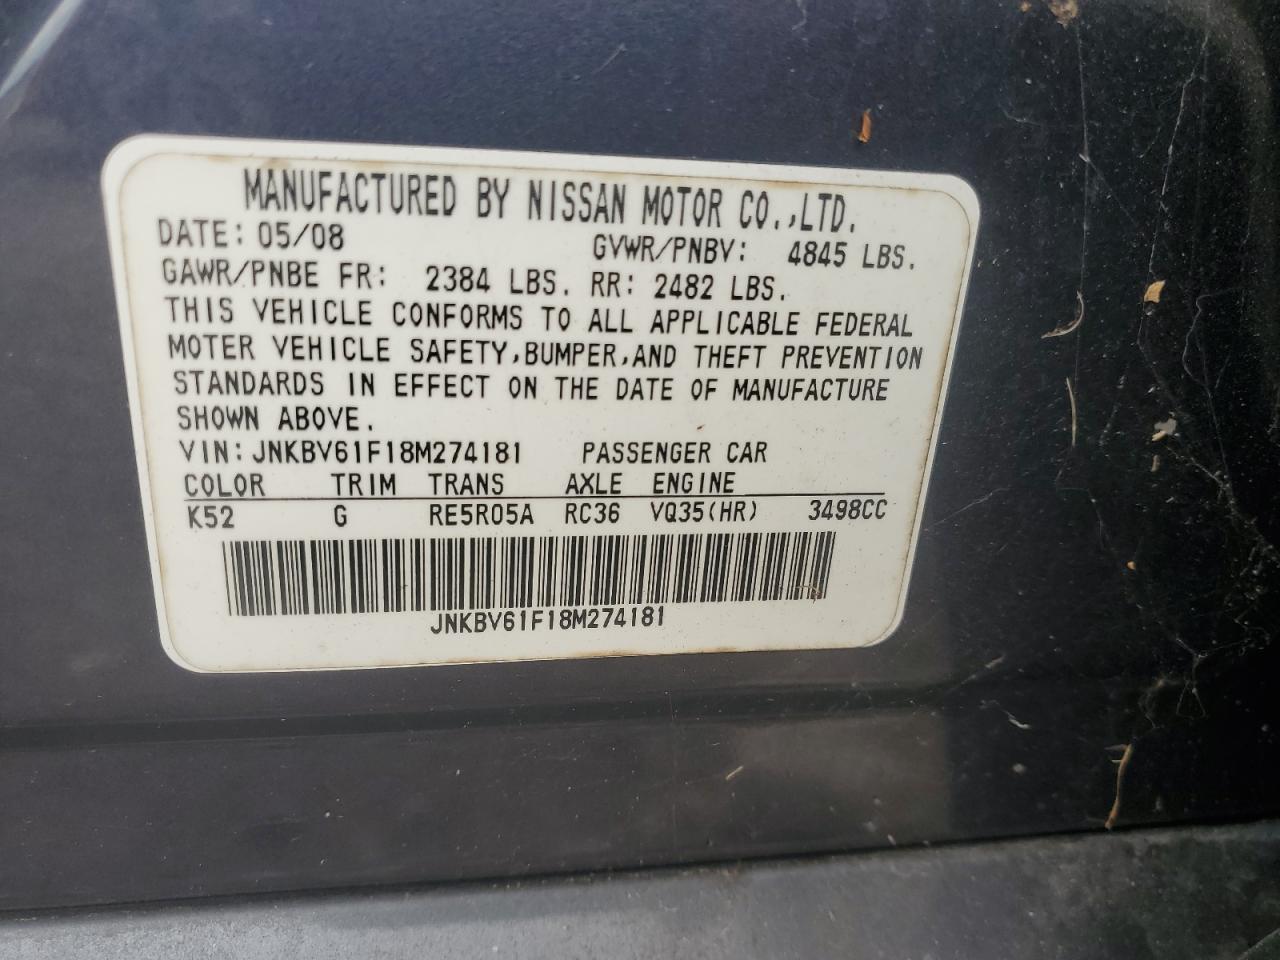 MANUFACTURED BY NISSAN MOTOR CO.,LTD.
DATE: 05/08 GVWR/PNBV: 4845 LBS.
GAWR/PNBE FR: 2384 LBS. RR: 2482 LBS.
THIS VEHICLE CONFORMS TO ALL APPLICABLE FEDERAL
MOTER VEHICLE SAFETY,BUMPER,AND THEFT PREVENTION
STANDARDS IN EFFECT ON THE DATE OF MANUFACTURE
SHOWN ABOVE.
VIN: JNKBV61F18M274181 PASSENGER CAR
COLOR TRIM TRANS AXLE ENGINE
K52 G RE5R05A RC36 VQ35(HR) 3498CC
JNKBV61F18M274181